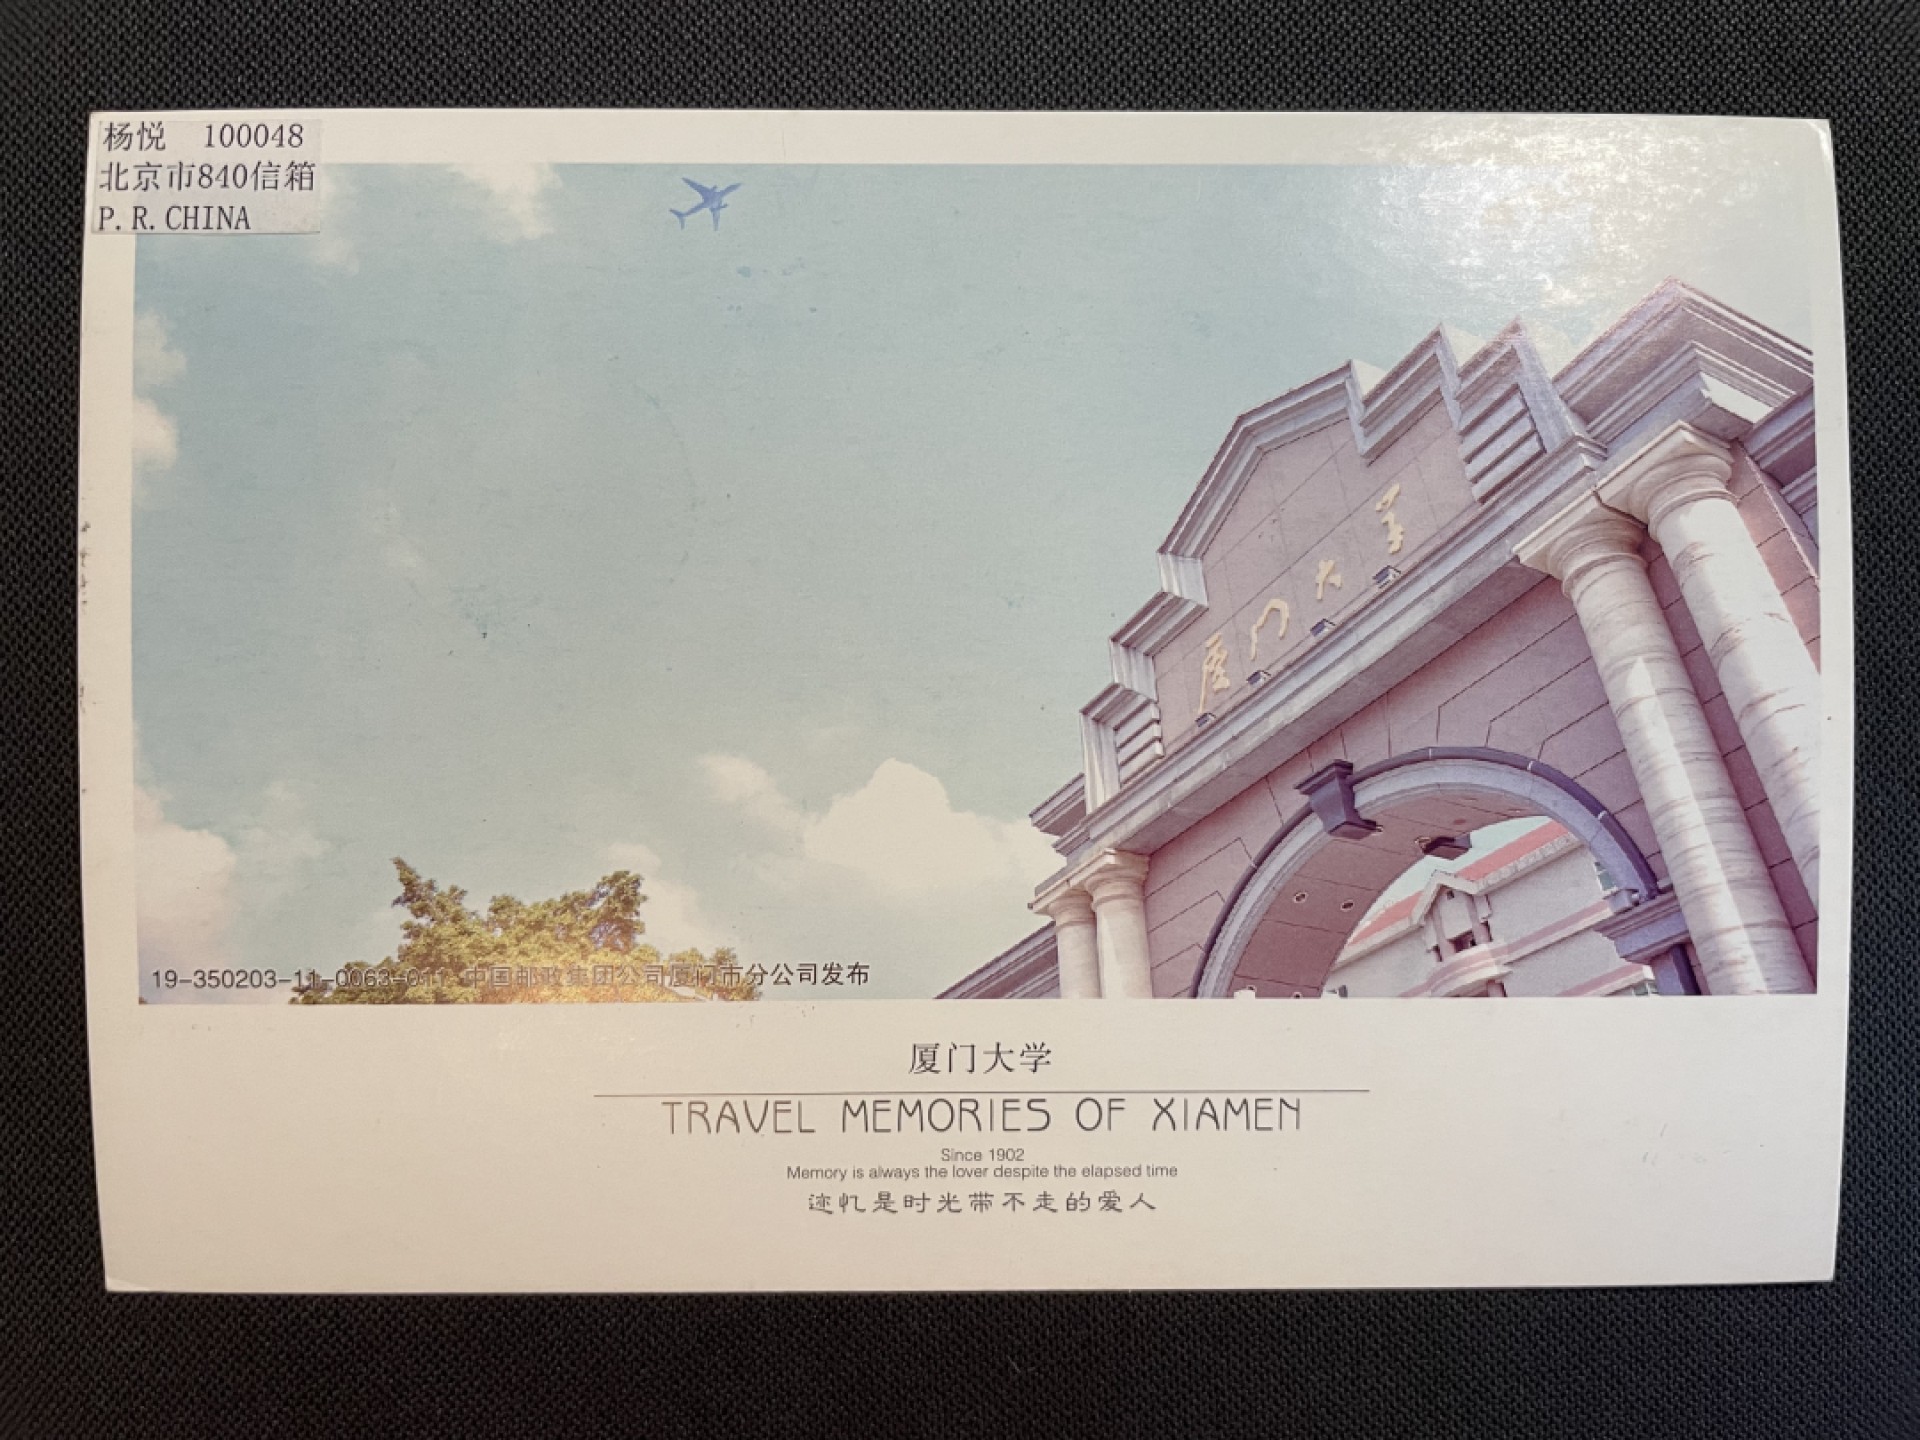 杨悦 100048
北京市840信箱
P.R.CHINA
厦门大学
19-350203-11-0063-011 中国邮政集团公司厦门市分公司发布
厦门大学
TRAVEL MEMORIES OF XIAMEN
Since 1902
Memory is always the lover despite the elapsed time
迹忆是时光带不走的爱人